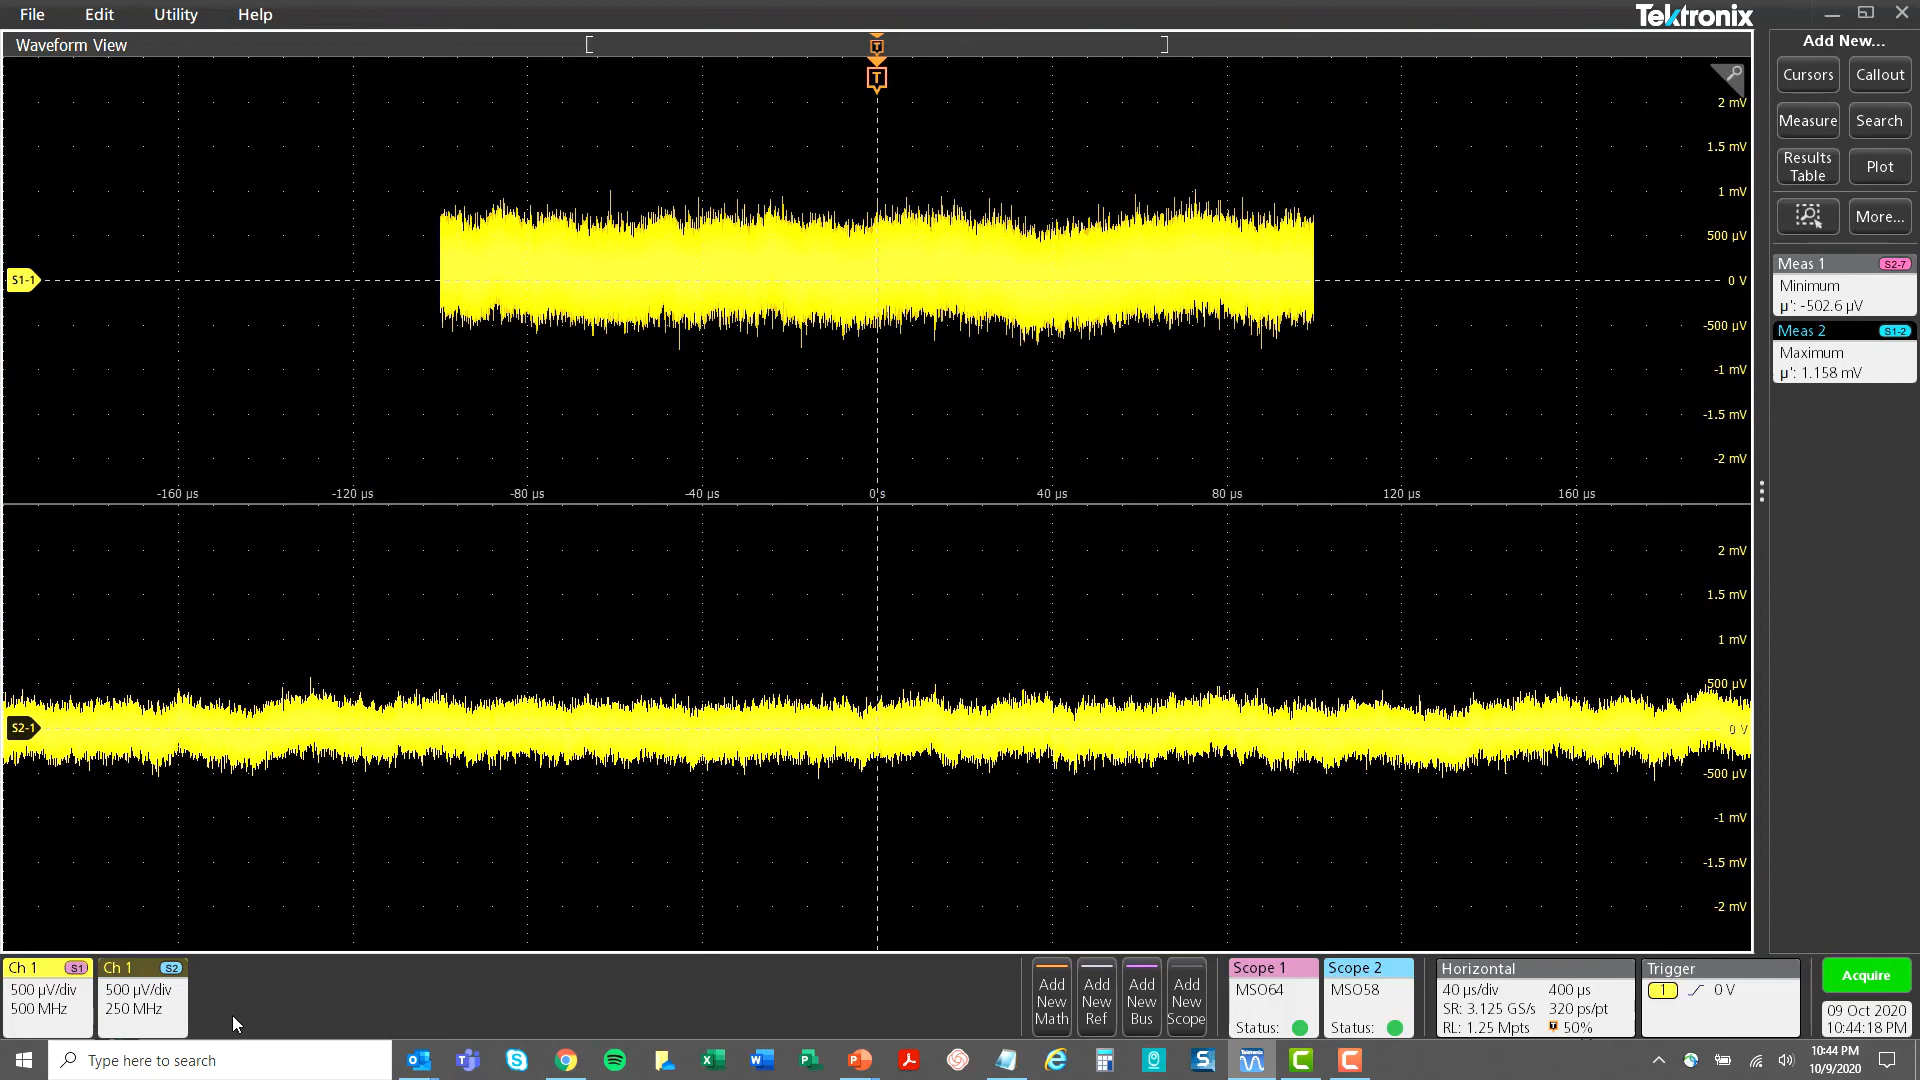 File Edit Utility Help
Tektronix
Waveform View
T
T
Add New...
Cursors Callout
Measure Search
Results Table Plot
More...
Meas 1 S2-7
Minimum
µ': -502.6 µV
Meas 2 S1-2
Maximum
µ': 1.158 mV
2 mV
1.5 mV
1 mV
500 µV
S1-1 0 V
-500 µV
-1 mV
-1.5 mV
-2 mV
-160 µs -120 µs -80 µs -40 µs 0 s 40 µs 80 µs 120 µs 160 µs
2 mV
1.5 mV
1 mV
500 µV
S2-1 0 V
-500 µV
-1 mV
-1.5 mV
-2 mV
Ch 1 S1
500 µV/div
500 MHz
Ch 1 S2
500 µV/div
250 MHz
Add New Math
Add New Ref
Add New Bus
Add New Scope
Scope 1
MSO64
Status:
Scope 2
MSO58
Status:
Horizontal
40 µs/div 400 µs
SR: 3.125 GS/s 320 ps/pt
RL: 1.25 Mpts T 50%
Trigger
1 0 V
Acquire
09 Oct 2020
10:44:18 PM
Type here to search
10:44 PM
10/9/2020